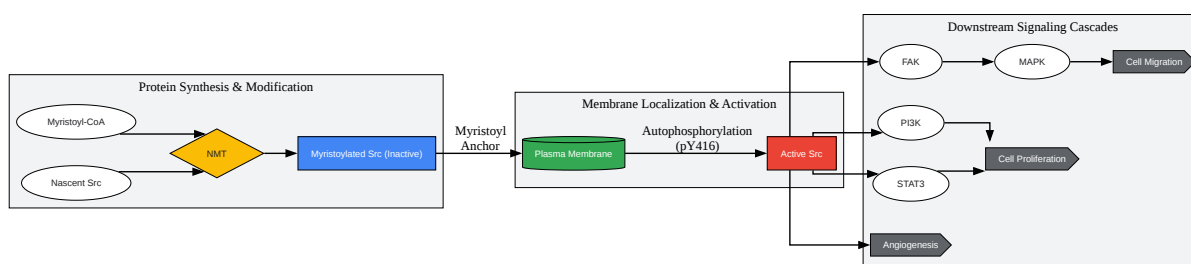 Protein Synthesis & Modification
Myristoyl-CoA
Nascent Src
NMT
Myristoylated Src (Inactive)
Myristoyl
Anchor
Membrane Localization & Activation
Plasma Membrane
Autophosphorylation
(pY416)
Active Src
Downstream Signaling Cascades
FAK
MAPK
Cell Migration
PI3K
STAT3
Cell Proliferation
Angiogenesis